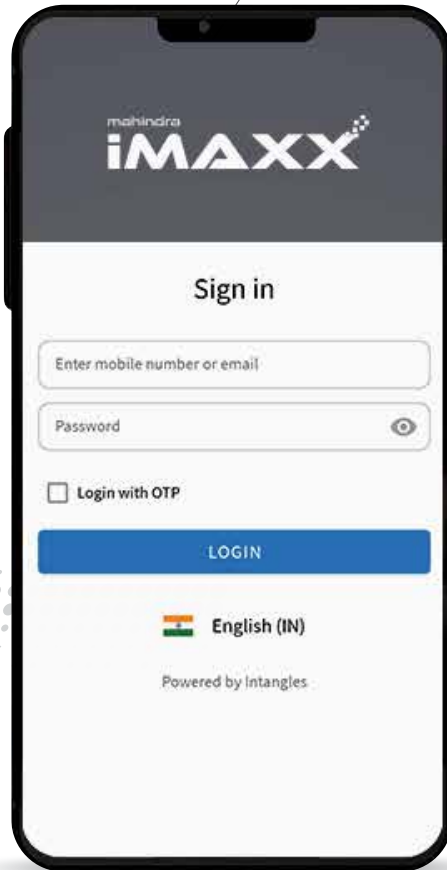 mahindra
iMAXX
Sign in
Enter mobile number or email
Password
Login with OTP
LOGIN
English (IN)
Powered by Intangles